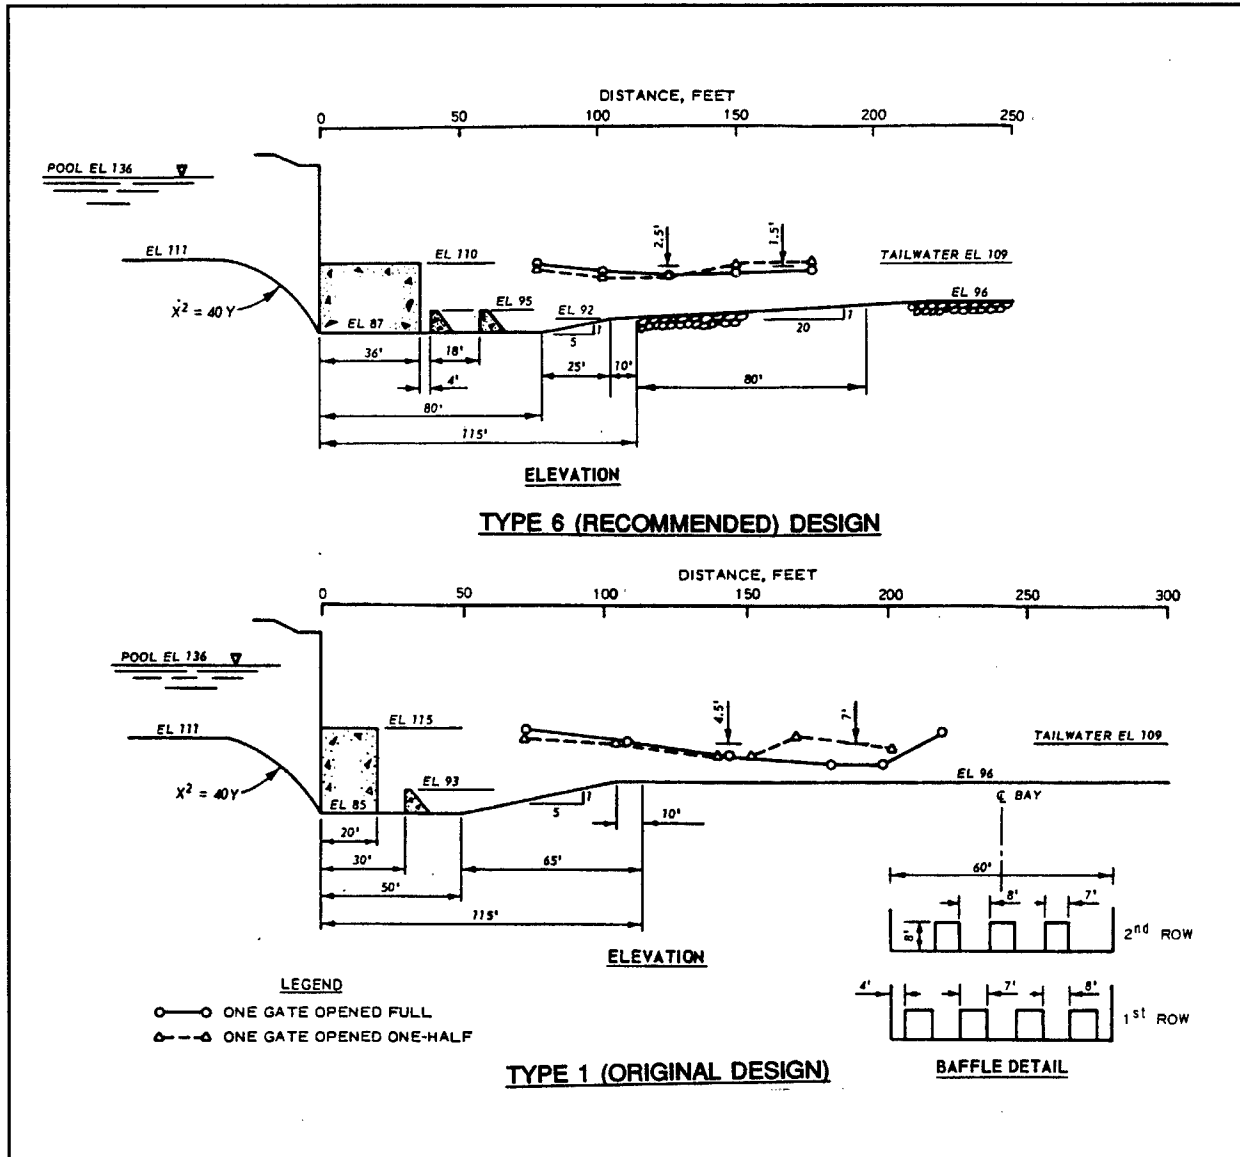 DISTANCE, FEET
0 50 100 150 200 250
POOL EL 136
EL 111
EL 110
2.5'
1.5'
TAILWATER EL 109
X² = 40Y
EL 87
EL 95
EL 92
5
1
20
1
EL 96
36'
18'
4'
25'
10'
80'
80'
115'
ELEVATION
TYPE 6 (RECOMMENDED) DESIGN
DISTANCE, FEET
0 50 100 150 200 250 300
POOL EL 136
EL 111
EL 115
4.5'
7'
TAILWATER EL 109
X² = 40Y
EL 85
EL 93
5
1
EL 96
℄ BAY
20'
10'
30'
65'
50'
115'
60'
8'
7'
8'
2nd ROW
ELEVATION
4'
7'
8'
1st ROW
LEGEND
ONE GATE OPENED FULL
ONE GATE OPENED ONE-HALF
BAFFLE DETAIL
TYPE 1 (ORIGINAL DESIGN)